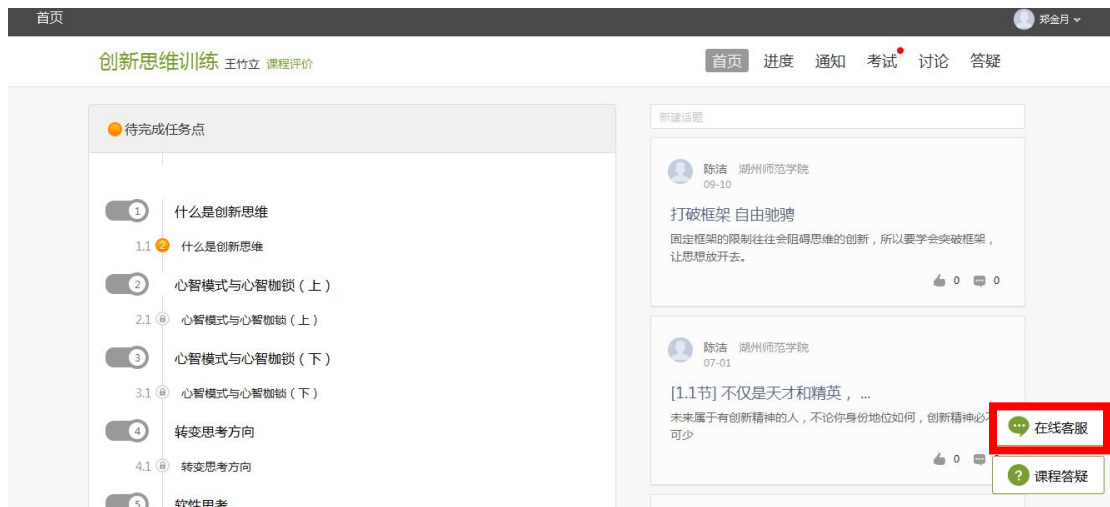 首页
郑金月
创新思维训练 王竹立 课程评价
首页 进度 通知 考试 讨论 答疑
待完成任务点
1 什么是创新思维
1.1 2 什么是创新思维
2 心智模式与心智枷锁（上）
2.1 心智模式与心智枷锁（上）
3 心智模式与心智枷锁（下）
3.1 心智模式与心智枷锁（下）
4 转变思考方向
4.1 转变思考方向
5 软性思考
新建话题
陈洁 湖州师范学院
09-10
打破框架 自由驰骋
固定框架的限制往往会阻碍思维的创新，所以要学会突破框架，
让思想放开去。
0 0
陈洁 湖州师范学院
07-01
[1.1节] 不仅是天才和精英，...
未来属于有创新精神的人，不论你身份地位如何，创新精神必
可少
0
在线客服
? 课程答疑